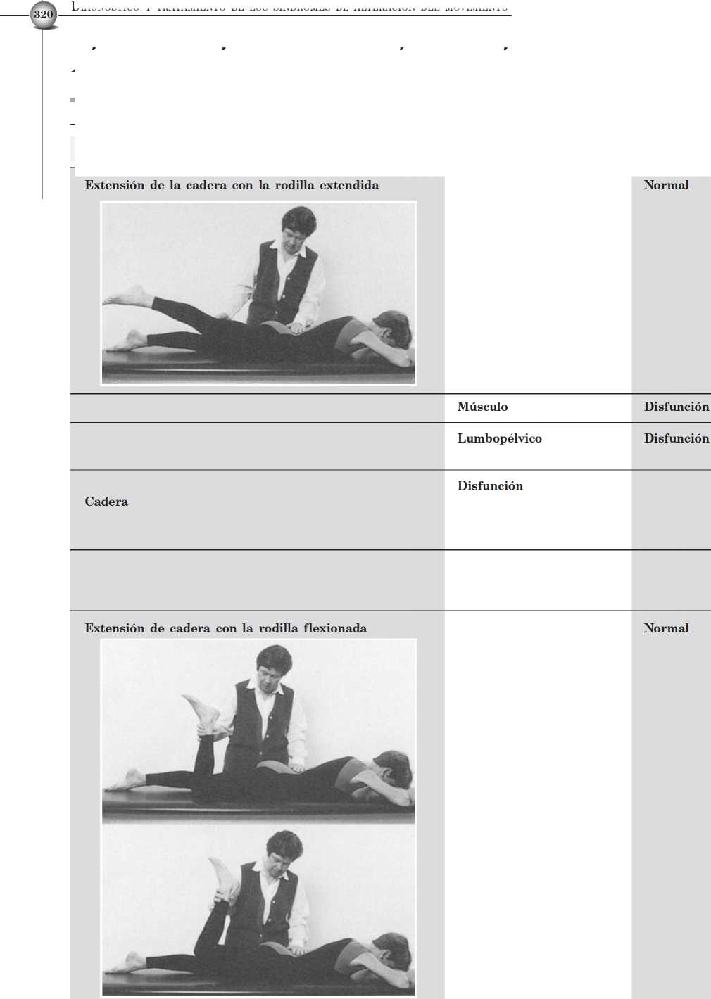 320
DIAGNÓSTICO Y TRATAMIENTO DE LOS SÍNDROMES DE ALTERACIÓN DEL MOVIMIENTO
Extensión de la cadera con la rodilla extendida
Normal
Músculo
Disfunción
Lumbopélvico
Disfunción
Disfunción
Cadera
Extensión de cadera con la rodilla flexionada
Normal